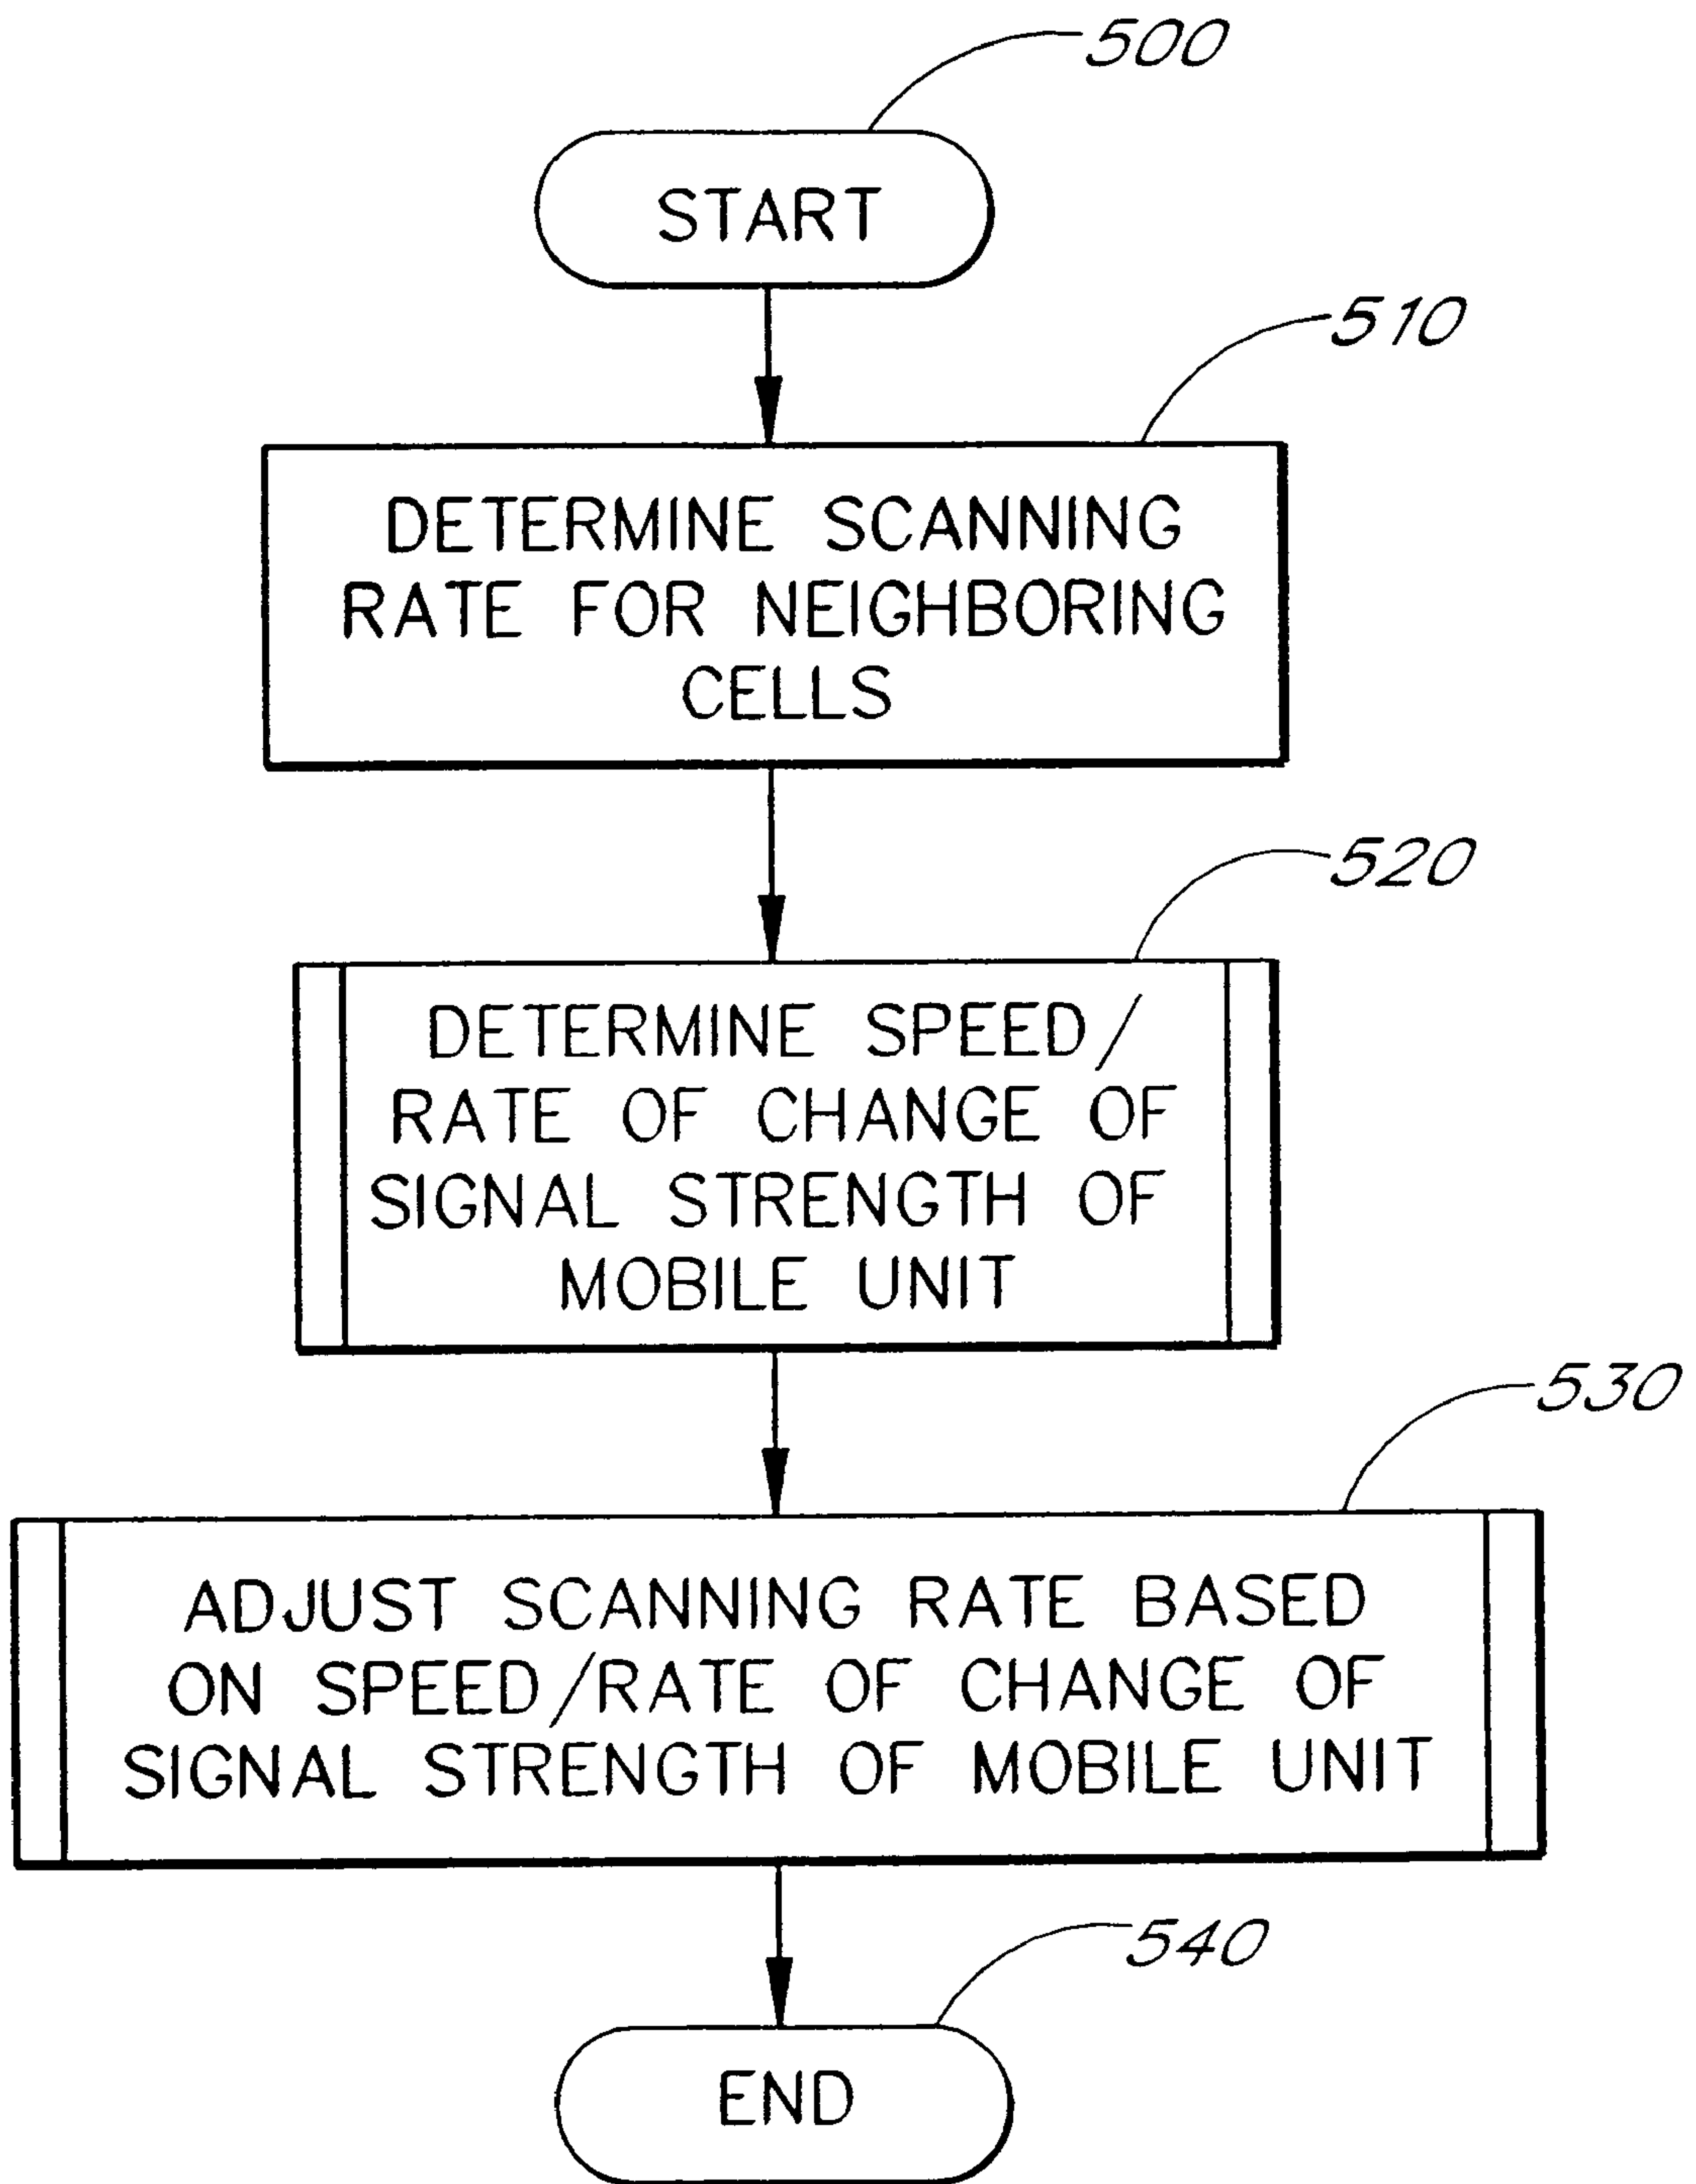 500
START
510
DETERMINE SCANNING
RATE FOR NEIGHBORING
CELLS
520
DETERMINE SPEED/
RATE OF CHANGE OF
SIGNAL STRENGTH OF
MOBILE UNIT
530
ADJUST SCANNING RATE BASED
ON SPEED/RATE OF CHANGE OF
SIGNAL STRENGTH OF MOBILE UNIT
540
END